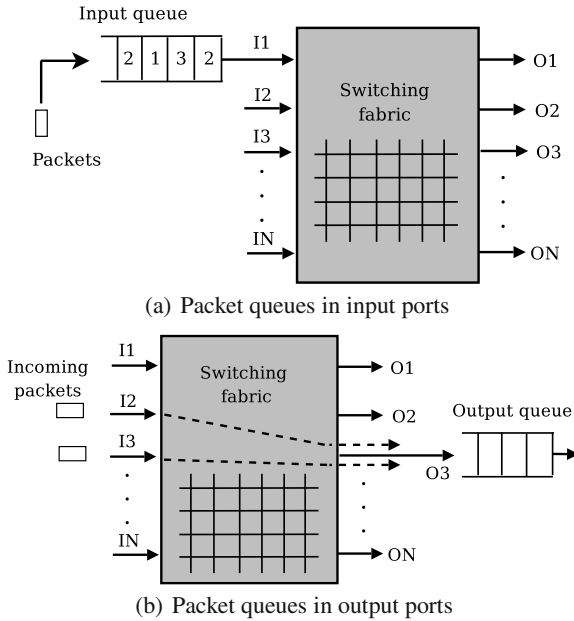 Input queue
2 1 3 2
Packets
I1
I2
I3
IN
Switching
fabric
O1
O2
O3
ON
(a) Packet queues in input ports
Incoming
packets
I1
I2
I3
IN
Switching
fabric
O1
O2
O3
ON
Output queue
(b) Packet queues in output ports